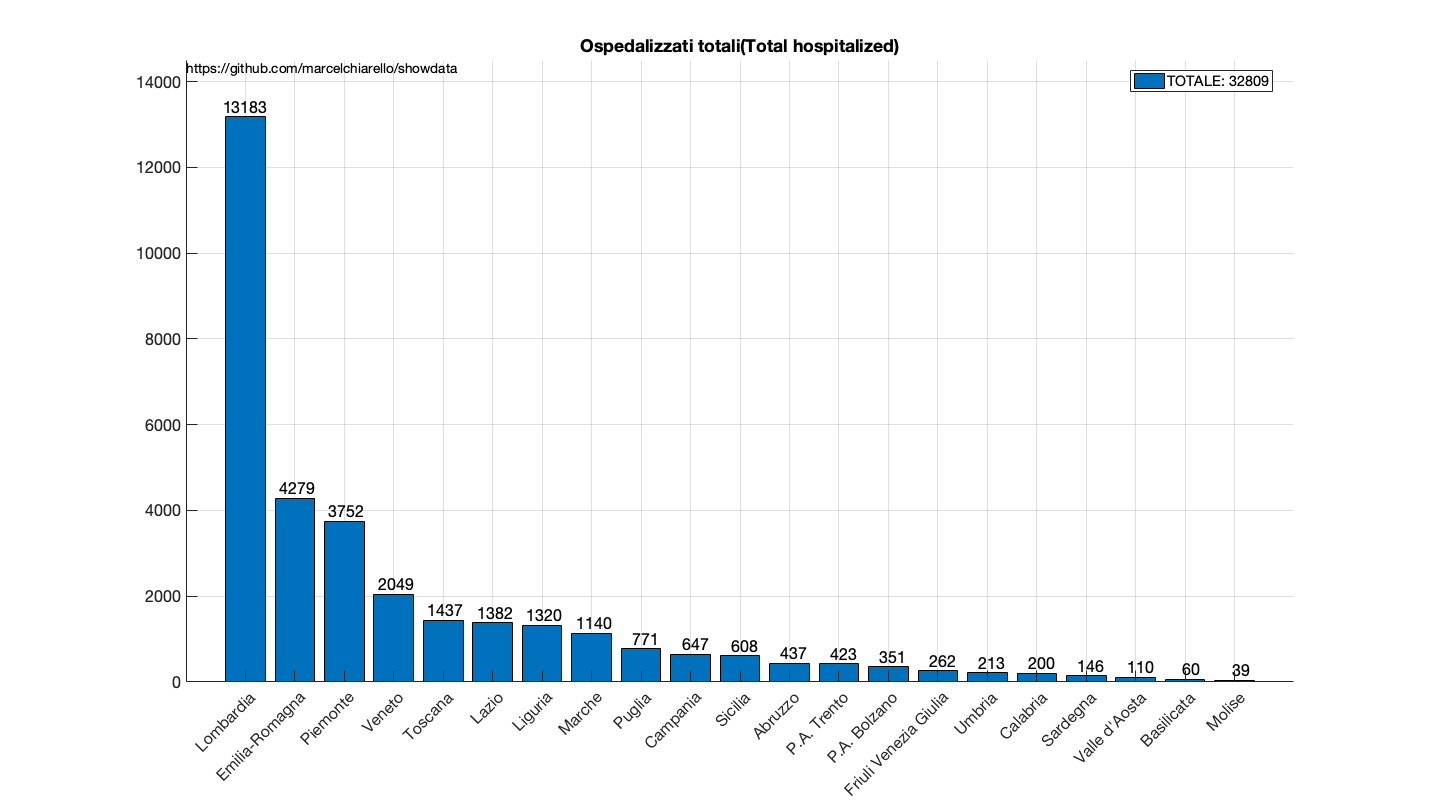 Ospedalizzati totali(Total hospitalized)
https://github.com/marcelchiarello/showdata
TOTALE: 32809
14000
12000
10000
8000
6000
4000
2000
0
13183
4279
3752
2049
1437
1382
1320
1140
771
647
608
437
423
351
262
213
200
146
110
60
39
Lombardia
Emilia-Romagna
Piemonte
Veneto
Toscana
Lazio
Liguria
Marche
Puglia
Campania
Sicilia
Abruzzo
P.A. Trento
P.A. Bolzano
Friuli Venezia Giulia
Umbria
Calabria
Sardegna
Valle d'Aosta
Basilicata
Molise